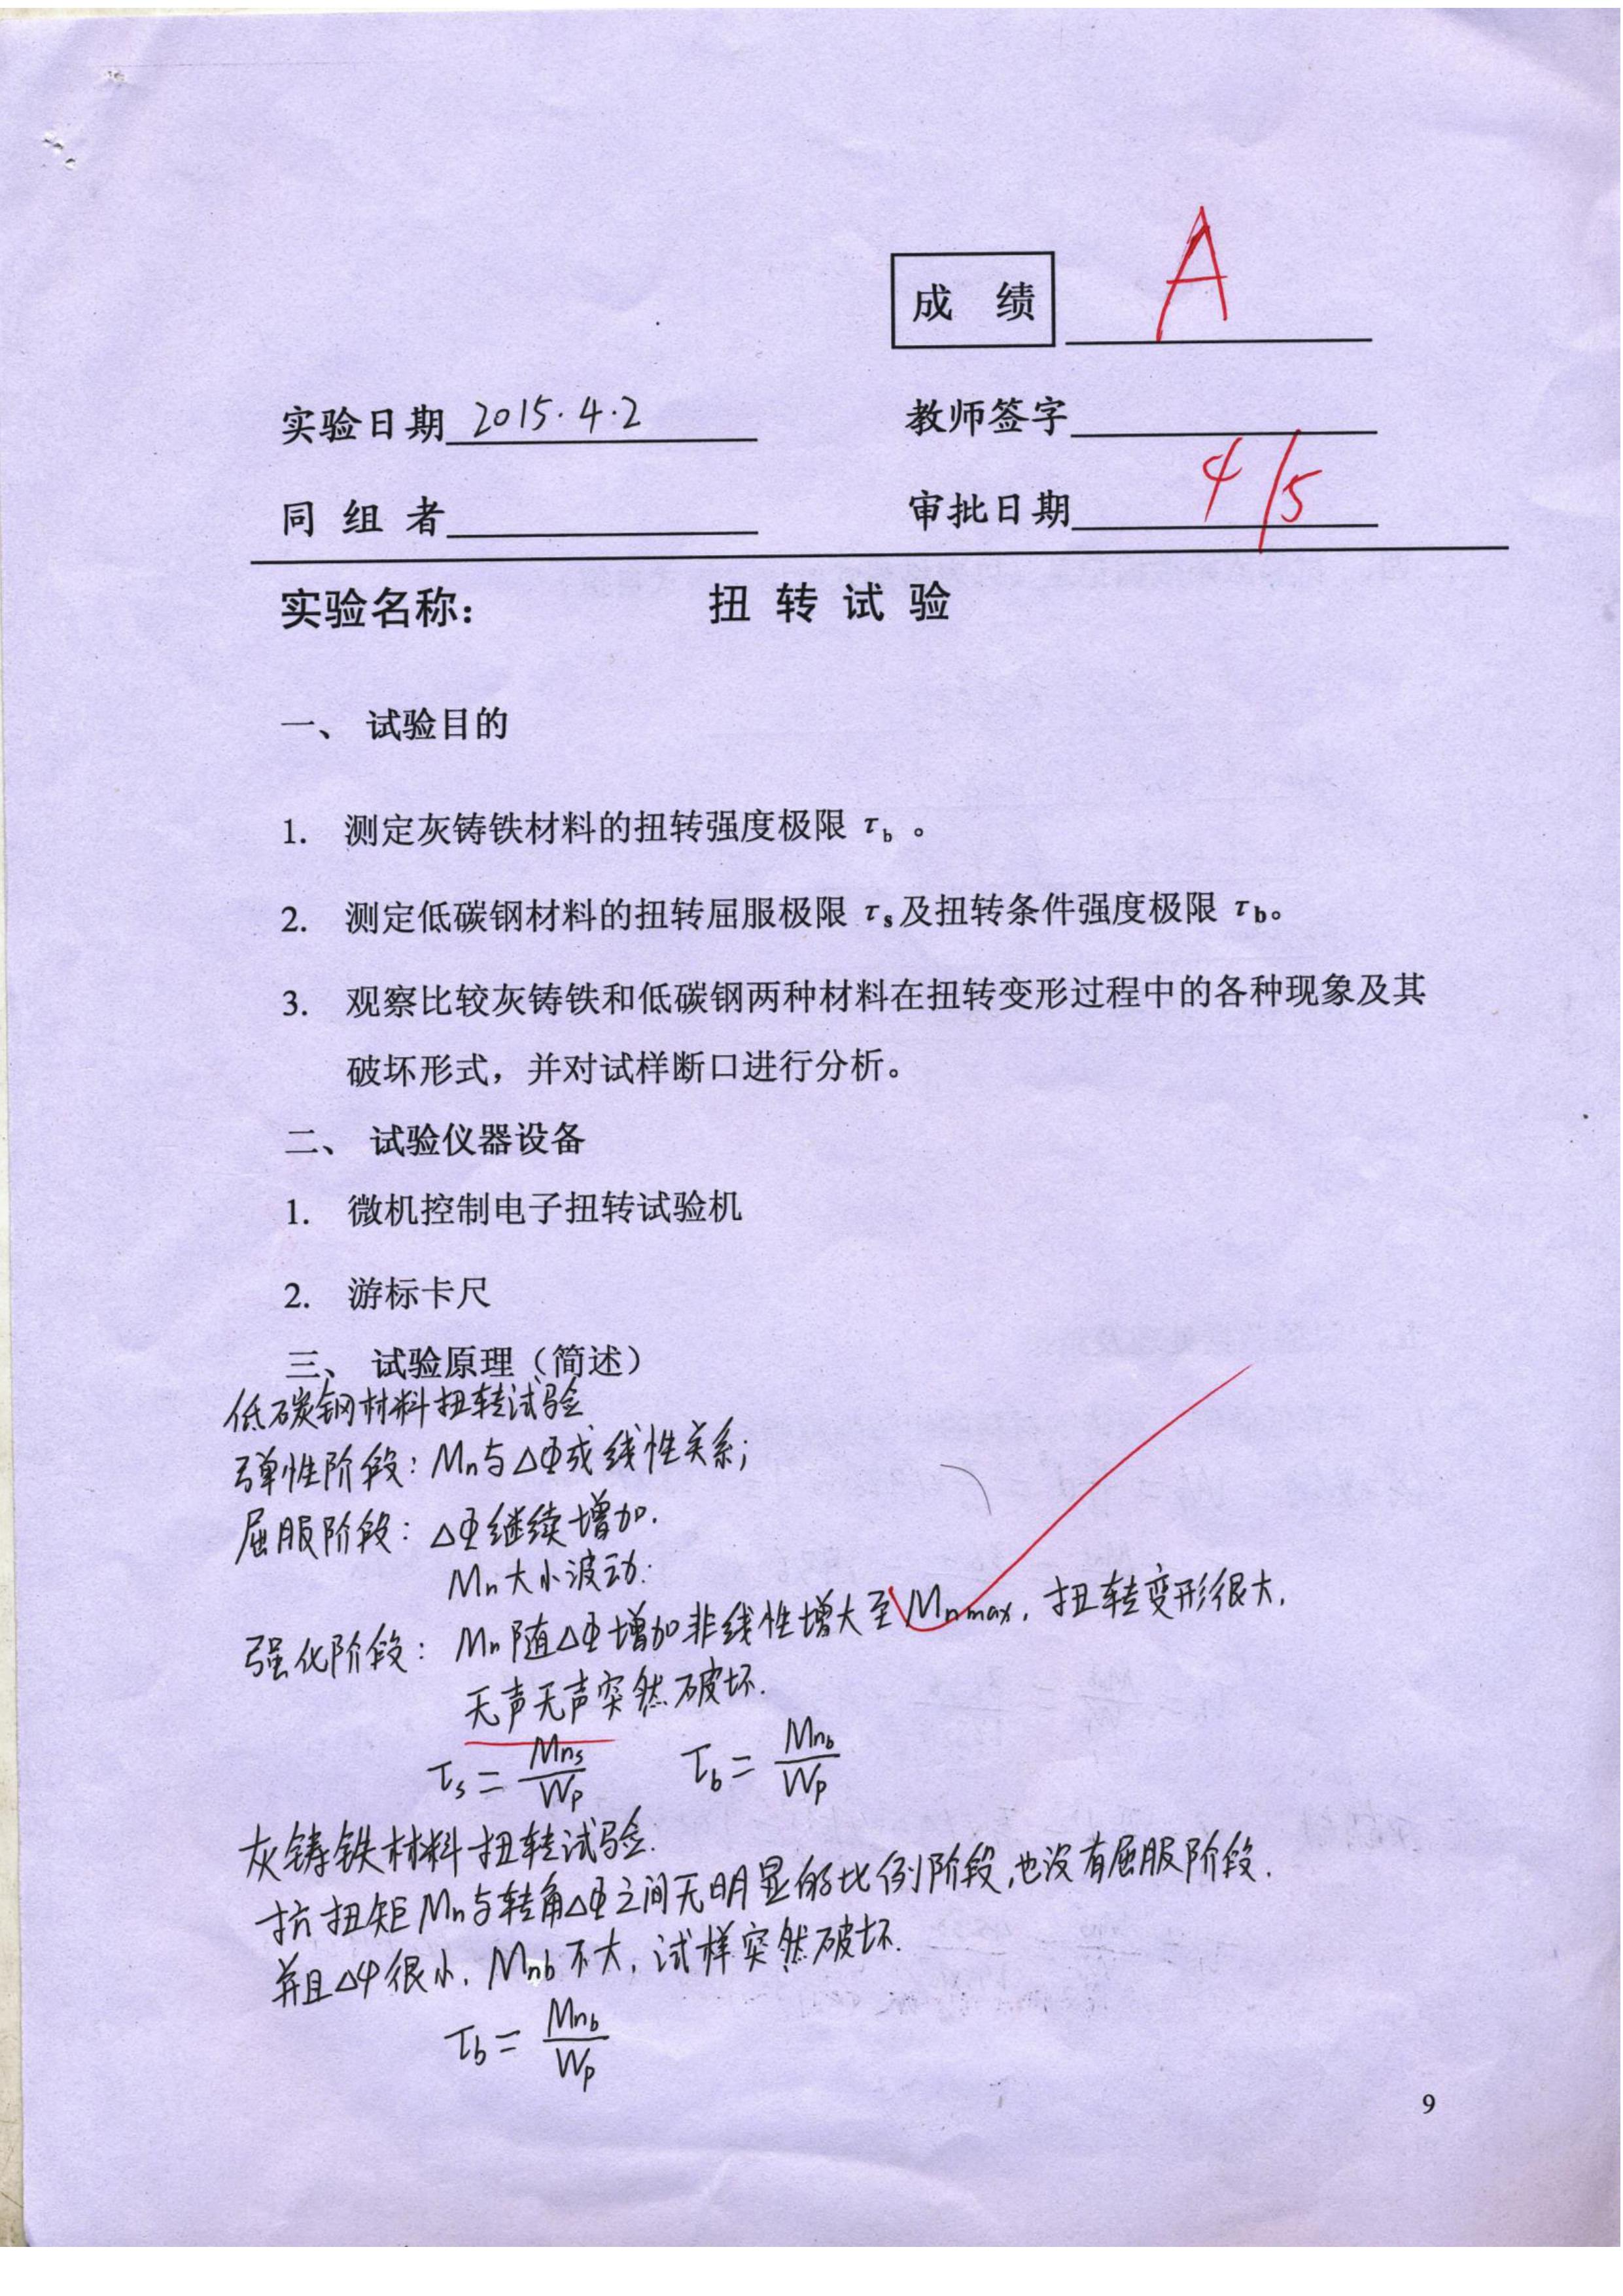 成 绩 A
实验日期 2015.4.2 教师签字
同 组 者 审批日期 4/5
实验名称: 扭 转 试 验
一、 试验目的
1. 测定灰铸铁材料的扭转强度极限 τb 。
2. 测定低碳钢材料的扭转屈服极限 τs及扭转条件强度极限 τb。
3. 观察比较灰铸铁和低碳钢两种材料在扭转变形过程中的各种现象及其
破坏形式，并对试样断口进行分析。
二、 试验仪器设备
1. 微机控制电子扭转试验机
2. 游标卡尺
三、 试验原理（简述）
低碳钢材料扭转试验
弹性阶段: Mn与ΔΦ成线性关系;
屈服阶段: ΔΦ继续增加.
Mn大小波动.
强化阶段: Mn随ΔΦ增加非线性增大至Mnmax, 扭转变形很大,
无声无声突然破坏.
τs = Mns/Wp τb = Mnb/Wp
灰铸铁材料扭转试验.
抗扭矩Mn与转角ΔΦ之间无明显的比例阶段,也没有屈服阶段.
并且Δφ很小, Mnb不大, 试样突然破坏.
τb = Mnb/Wp
9